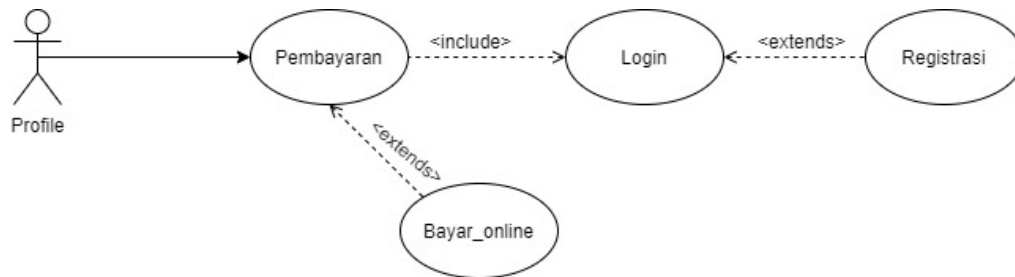 Profile
Pembayaran
<include>
Login
<extends>
Registrasi
<extends>
Bayar_online